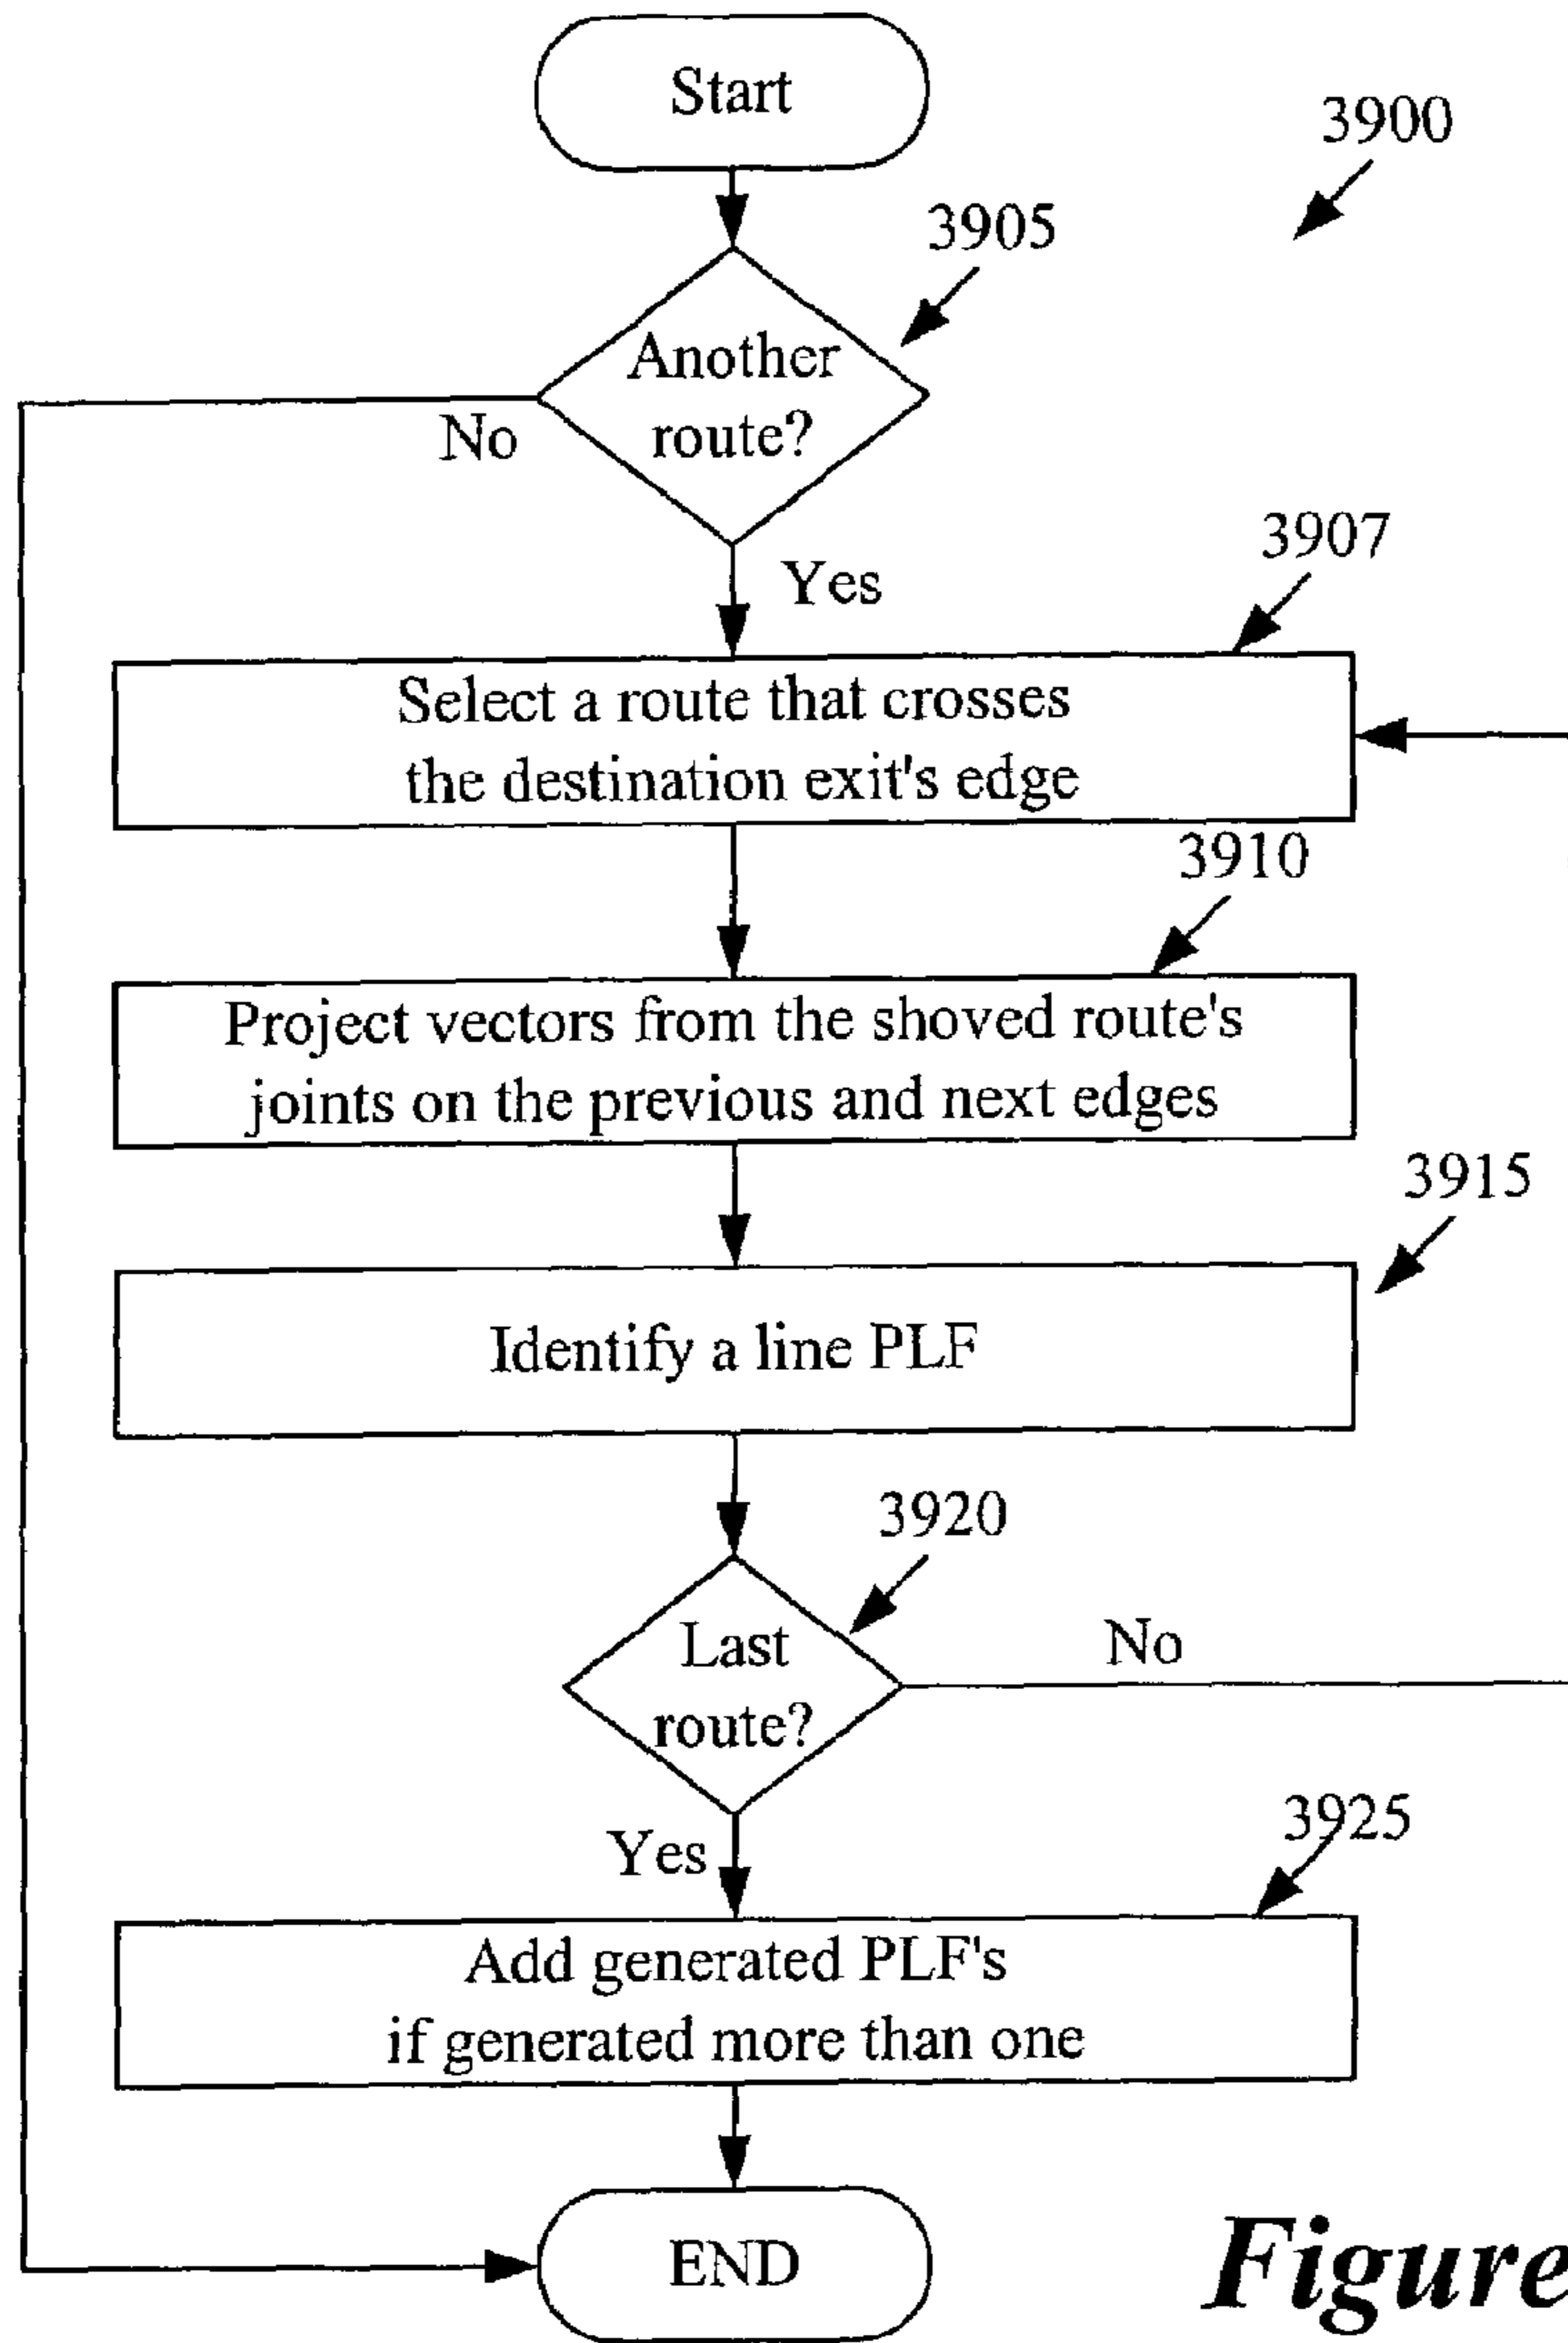 Start
3900
3905
Another
route?
No
Yes
3907
Select a route that crosses
the destination exit's edge
3910
Project vectors from the shoved route's
joints on the previous and next edges
3915
Identify a line PLF
3920
Last
route?
No
Yes
3925
Add generated PLF's
if generated more than one
END
Figure